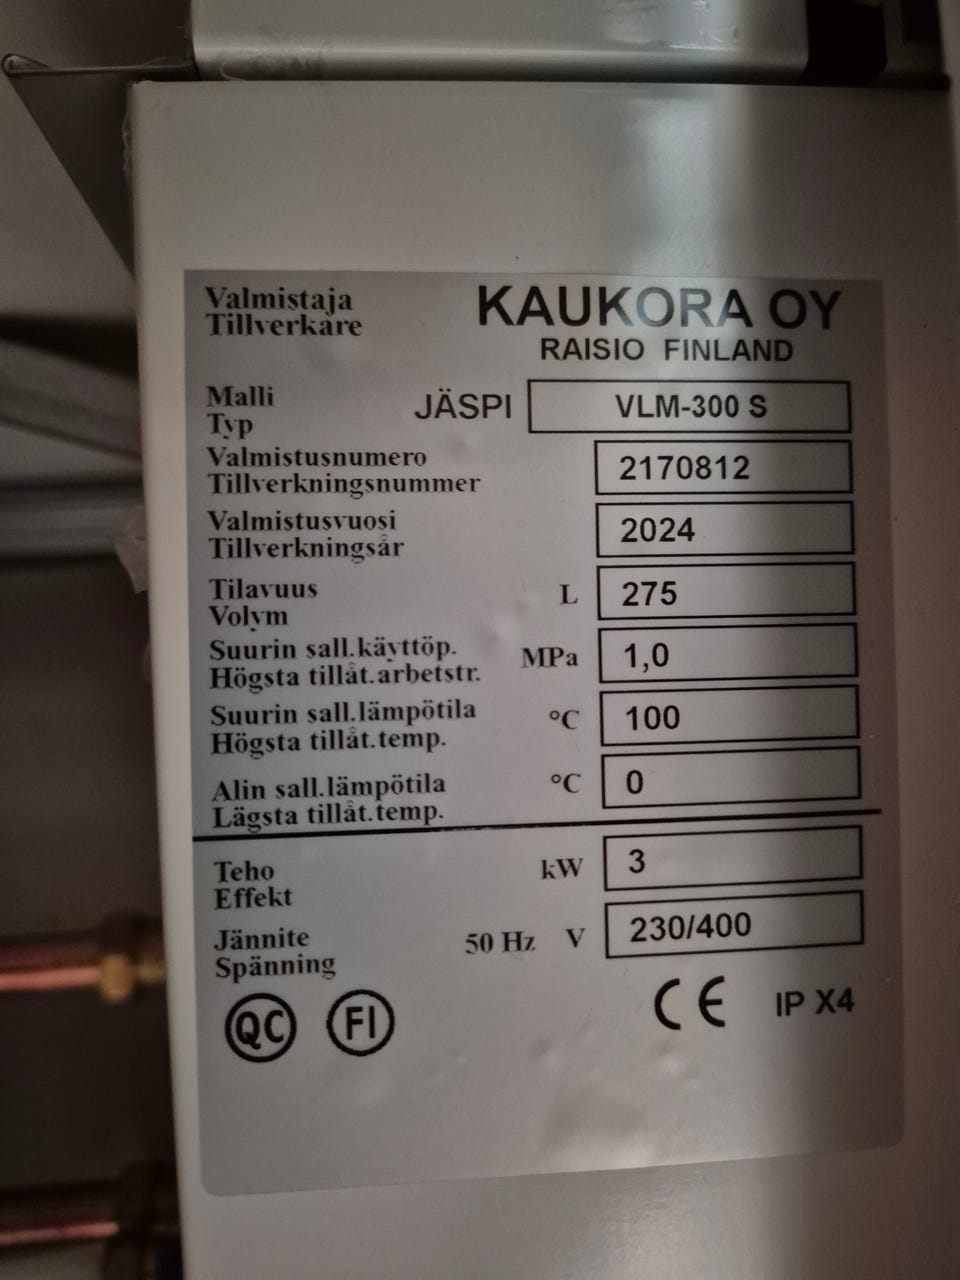 Valmistaja
Tillverkare
KAUKORA OY
RAISIO FINLAND
Malli
Typ
JÄSPI VLM-300 S
Valmistusnumero
Tillverkningsnummer
2170812
Valmistusvuosi
Tillverkningsår
2024
Tilavuus
Volym
L 275
Suurin sall.käyttöp.
Högsta tillåt.arbetstr.
MPa 1,0
Suurin sall.lämpötila
Högsta tillåt.temp.
°C 100
Alin sall.lämpötila
Lägsta tillåt.temp.
°C 0
Teho
Effekt
kW 3
Jännite
Spänning
50 Hz V 230/400
QC FI CE IP X4